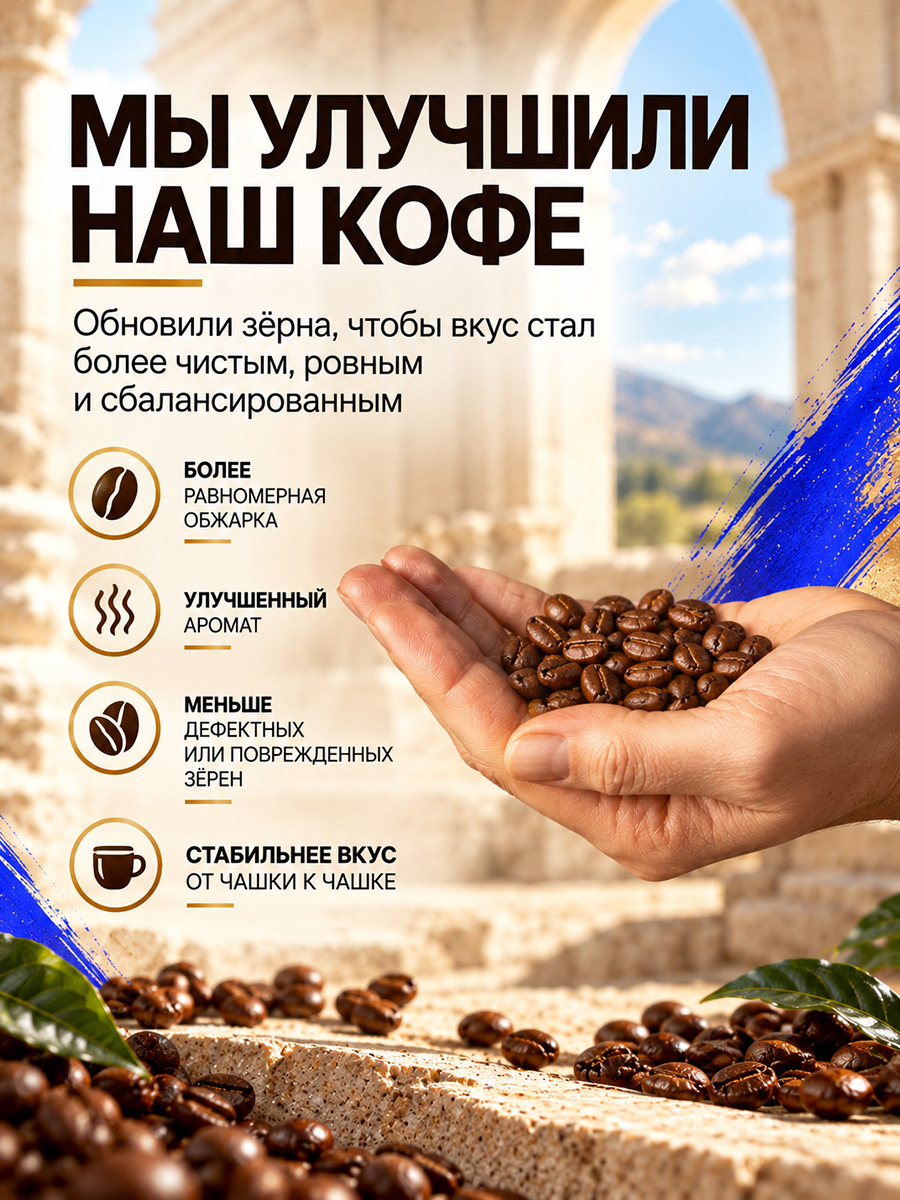 МЫ УЛУЧШИЛИ
НАШ КОФЕ
Обновили зёрна, чтобы вкус стал
более чистым, ровным
и сбалансированным
БОЛЕЕ
РАВНОМЕРНАЯ
ОБЖАРКА
УЛУЧШЕННЫЙ
АРОМАТ
МЕНЬШЕ
ДЕФЕКТНЫХ
ИЛИ ПОВРЕЖДЕННЫХ
ЗЁРЕН
СТАБИЛЬНЕЕ ВКУС
ОТ ЧАШКИ К ЧАШКЕ